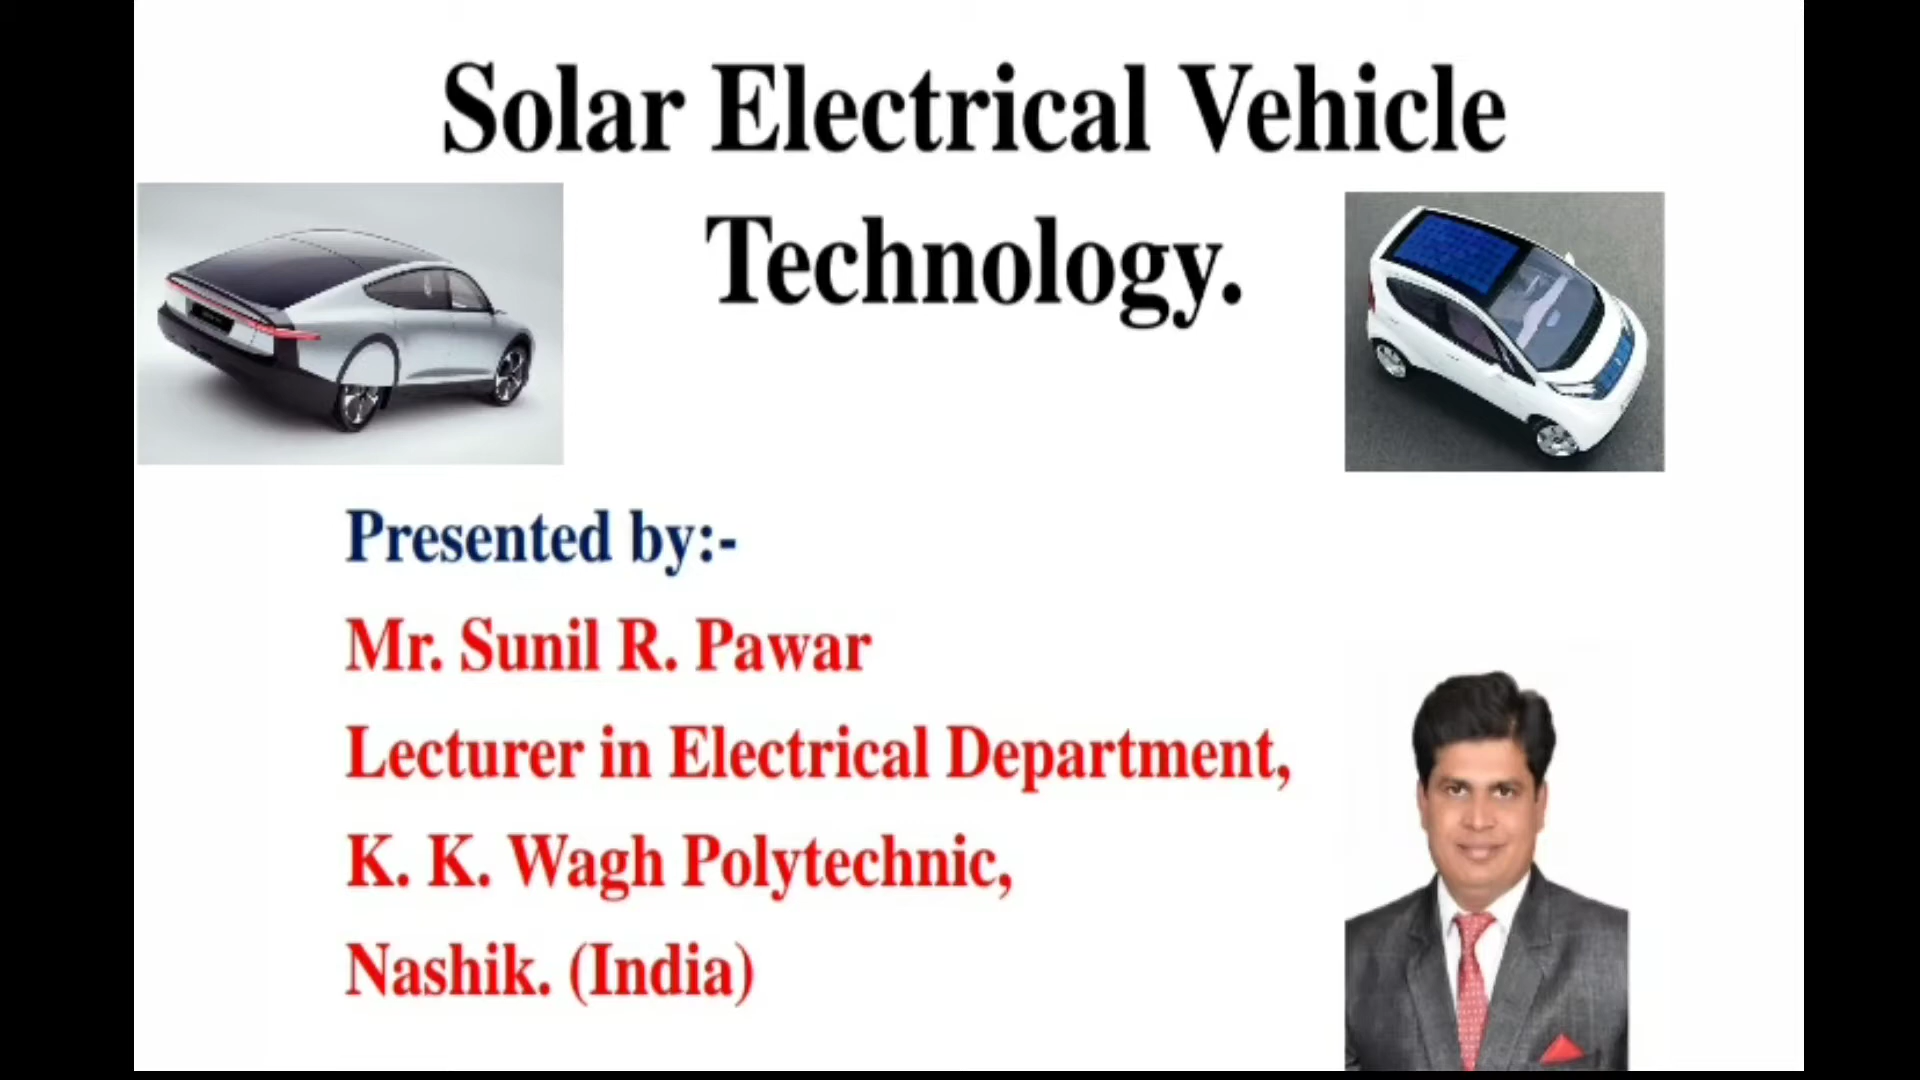 Solar Electrical Vehicle
Technology.
Presented by:-
Mr. Sunil R. Pawar
Lecturer in Electrical Department,
K. K. Wagh Polytechnic,
Nashik. (India)